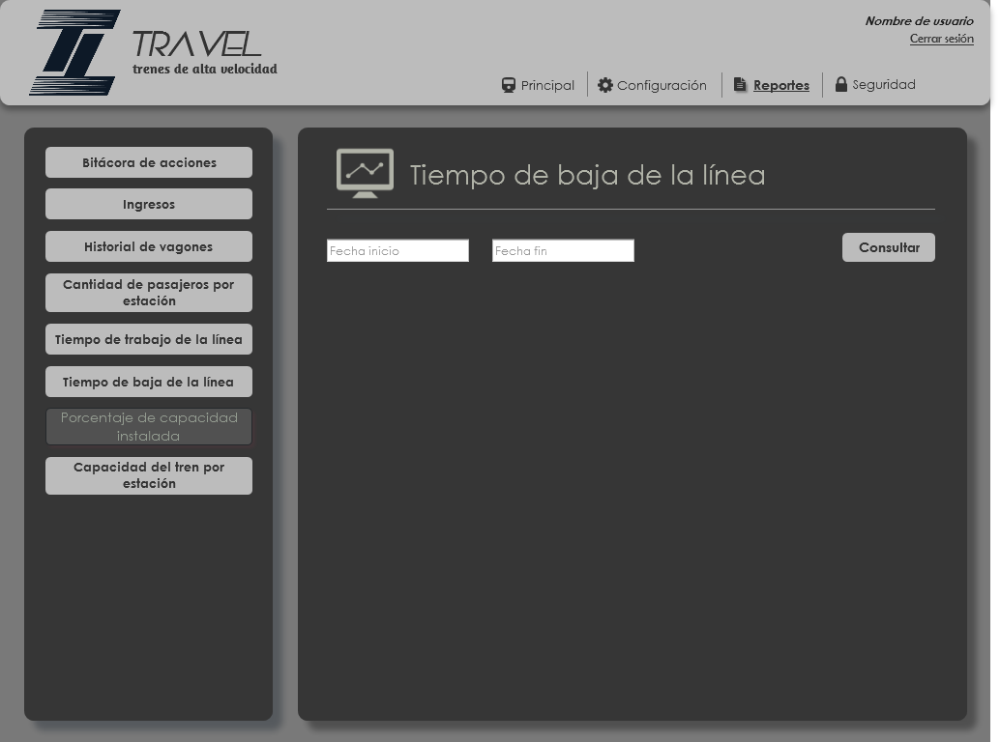 TRAVEL
trenes de alta velocidad
Nombre de usuario
Cerrar sesión
Principal
Configuración
Reportes
Seguridad
Bitácora de acciones
Ingresos
Historial de vagones
Cantidad de pasajeros por
estación
Tiempo de trabajo de la línea
Tiempo de baja de la línea
Porcentaje de capacidad
instalada
Capacidad del tren por
estación
Tiempo de baja de la línea
Fecha inicio
Fecha fin
Consultar